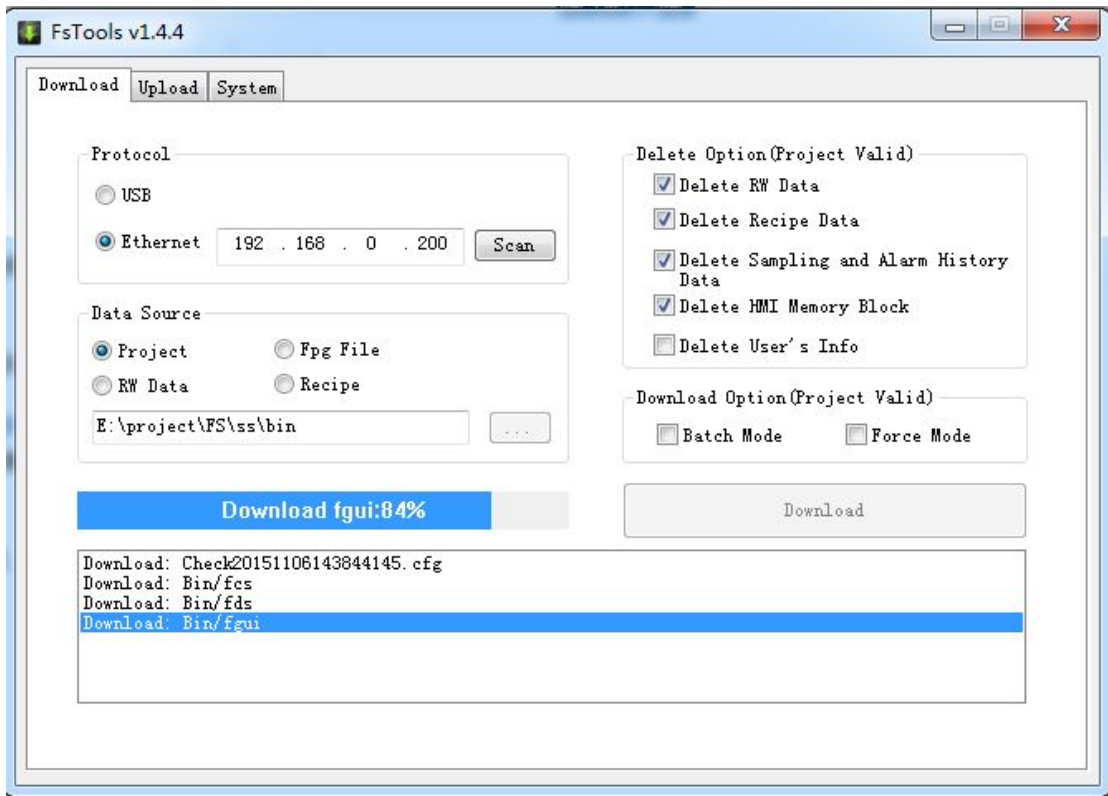 FsTools v1.4.4
Download Upload System
Protocol
USB
Ethernet 192 . 168 . 0 . 200 Scan
Data Source
Project Fpg File
RW Data Recipe
E:\project\FS\ss\bin ...
Delete Option(Project Valid)
Delete RW Data
Delete Recipe Data
Delete Sampling and Alarm History
Data
Delete HMI Memory Block
Delete User's Info
Download Option(Project Valid)
Batch Mode Force Mode
Download fgui:84%
Download
Download: Check20151106143844145.cfg
Download: Bin/fcs
Download: Bin/fds
Download: Bin/fgui